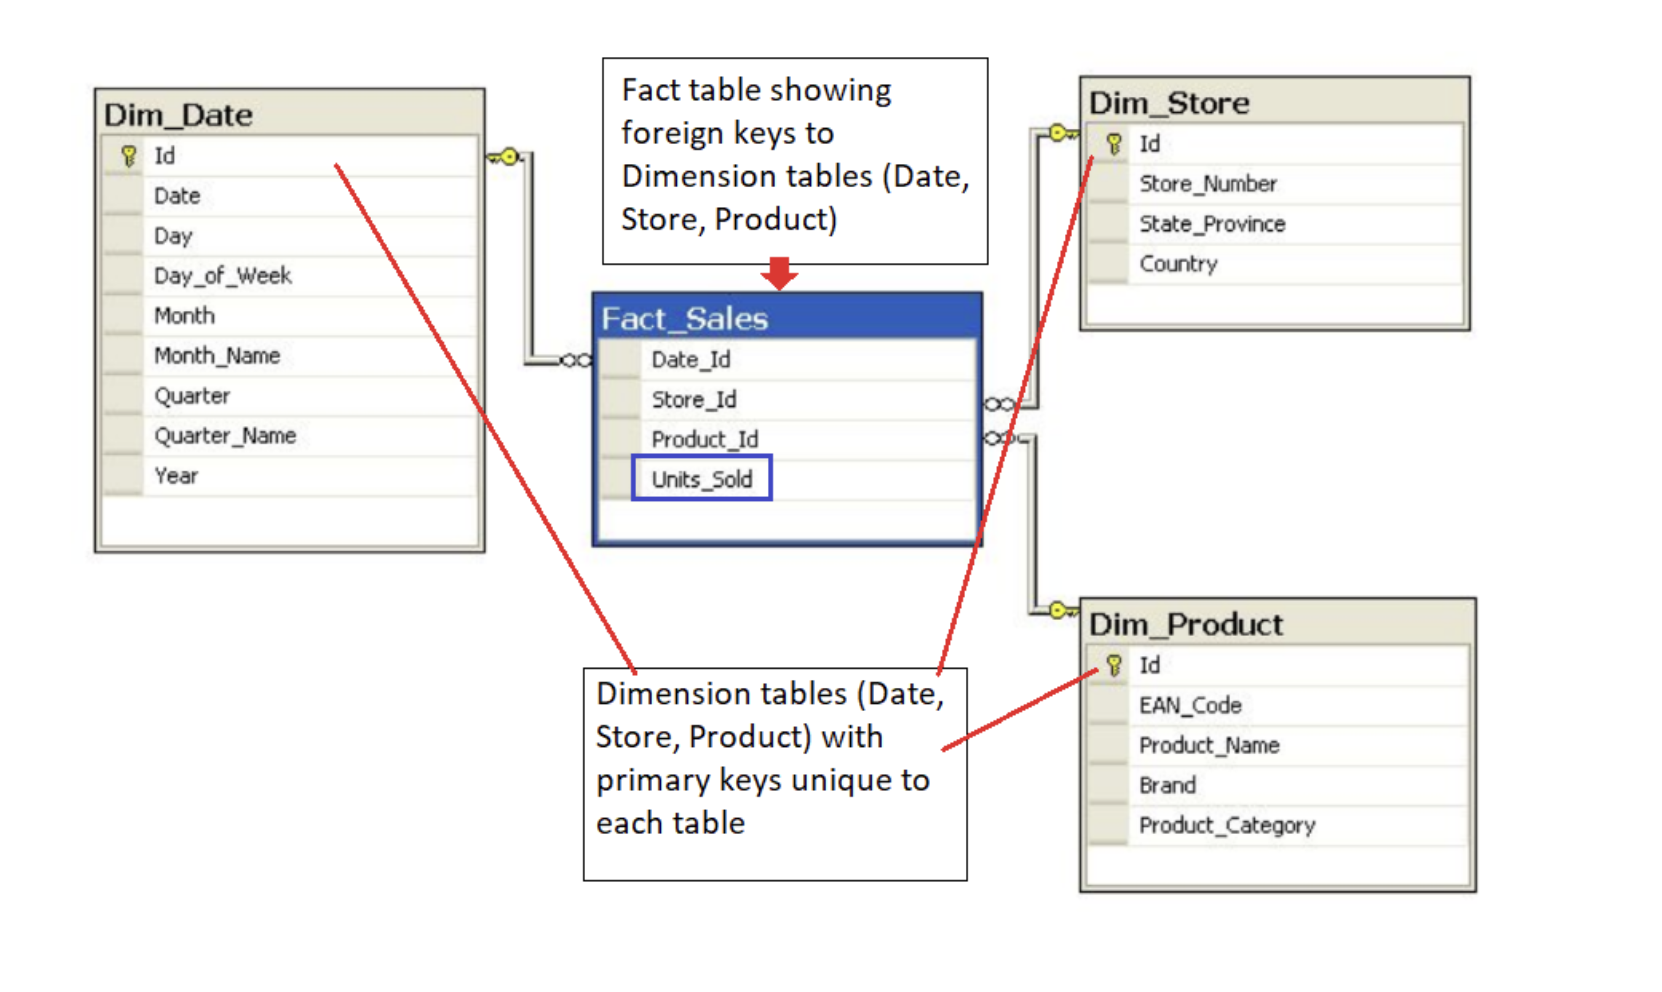 Dim_Date
Id
Date
Day
Day_of_Week
Month
Month_Name
Quarter
Quarter_Name
Year
Fact table showing
foreign keys to
Dimension tables (Date,
Store, Product)
Fact_Sales
Date_Id
Store_Id
Product_Id
Units_Sold
Dim_Store
Id
Store_Number
State_Province
Country
Dimension tables (Date,
Store, Product) with
primary keys unique to
each table
Dim_Product
Id
EAN_Code
Product_Name
Brand
Product_Category